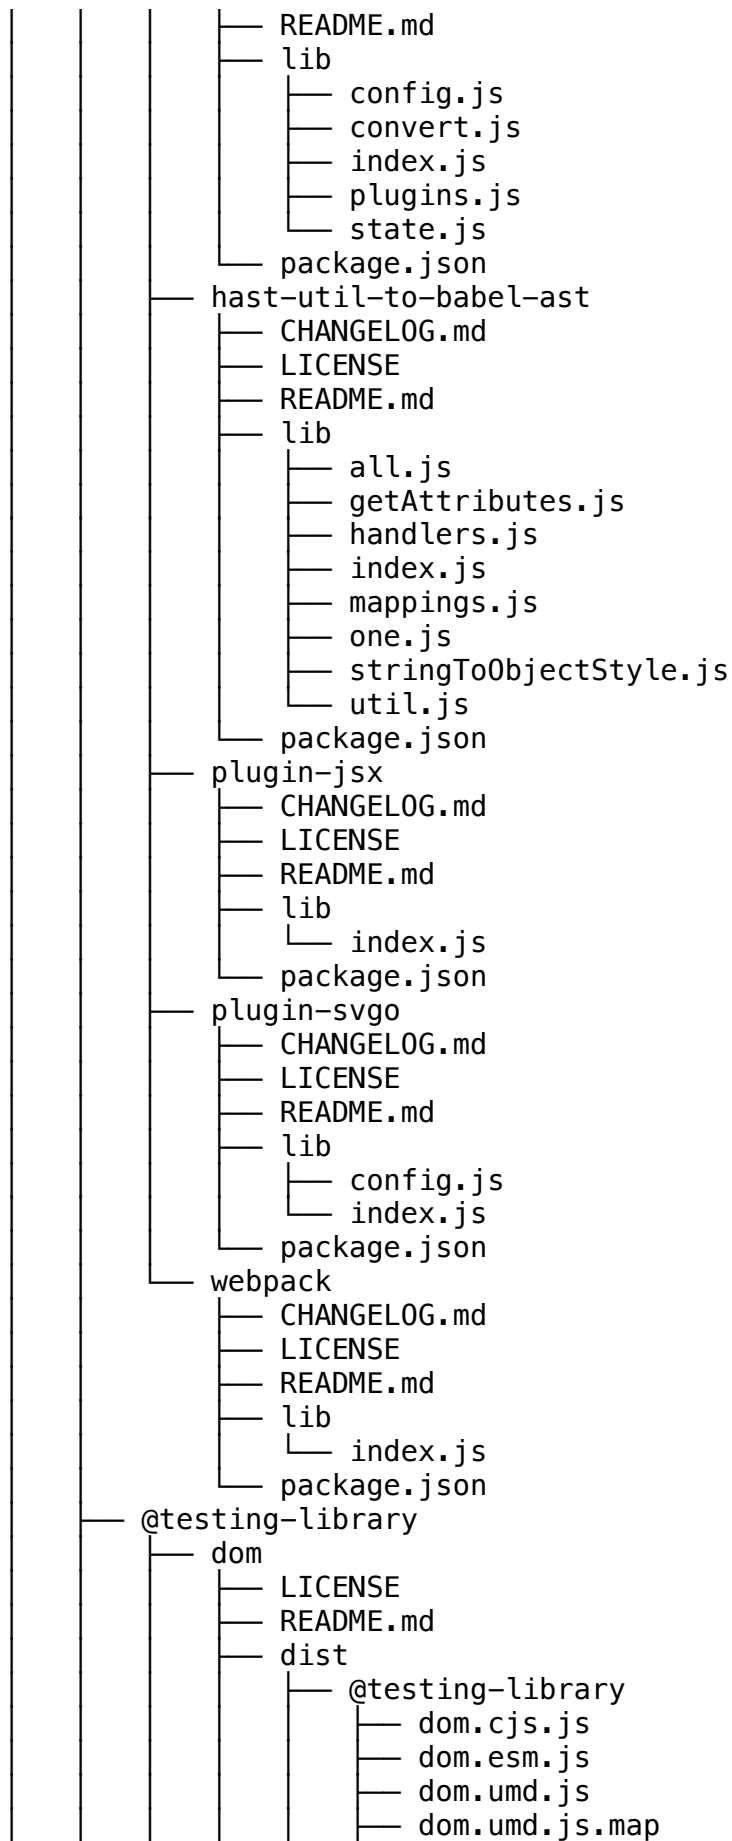 README.md
lib
config.js
convert.js
index.js
plugins.js
state.js
package.json
hast-util-to-babel-ast
CHANGELOG.md
LICENSE
README.md
lib
all.js
getAttributes.js
handlers.js
index.js
mappings.js
one.js
stringToObjectStyle.js
util.js
package.json
plugin-jsx
CHANGELOG.md
LICENSE
README.md
lib
index.js
package.json
plugin-svgo
CHANGELOG.md
LICENSE
README.md
lib
config.js
index.js
package.json
webpack
CHANGELOG.md
LICENSE
README.md
lib
index.js
package.json
@testing-library
dom
LICENSE
README.md
dist
@testing-library
dom.cjs.js
dom.esm.js
dom.umd.js
dom.umd.js.map